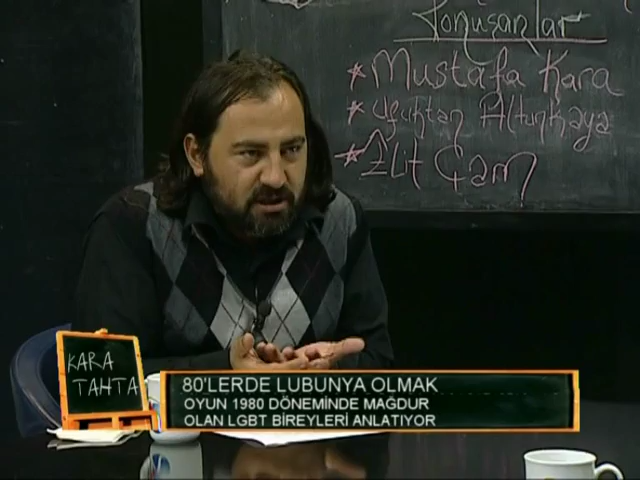 Konuşanlar
* Mustafa Kara
* Uçuktan Altunkaya
* Elit Çam
KARA
TAHTA
80'LERDE LUBUNYA OLMAK
OYUN 1980 DÖNEMİNDE MAĞDUR
OLAN LGBT BİREYLERİ ANLATIYOR